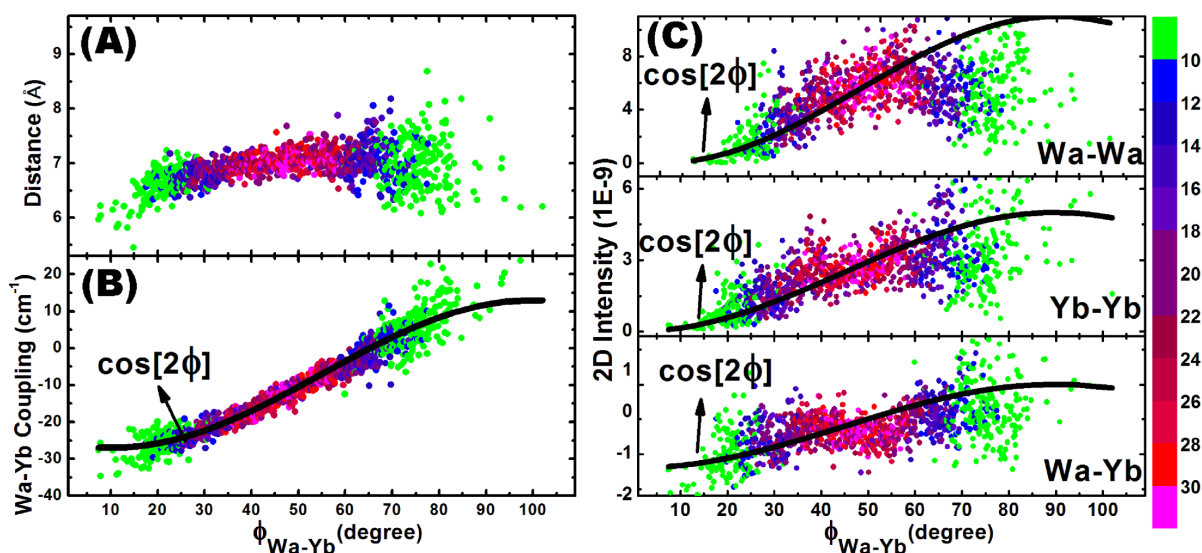 (A)
Distance (Å)
9
8
7
6
(B)
cos[2ϕ]
Wa-Yb Coupling (cm⁻¹)
20
10
0
-10
-20
-30
-40
10 20 30 40 50 60 70 80 90 100
ϕWa-Yb (degree)
(C)
cos[2ϕ]
Wa-Wa
8
4
0
cos[2ϕ]
Yb-Yb
6
3
0
cos[2ϕ]
Wa-Yb
1
0
-1
-2
2D Intensity (1E-9)
10 20 30 40 50 60 70 80 90 100
ϕWa-Yb (degree)
10
12
14
16
18
20
22
24
26
28
30